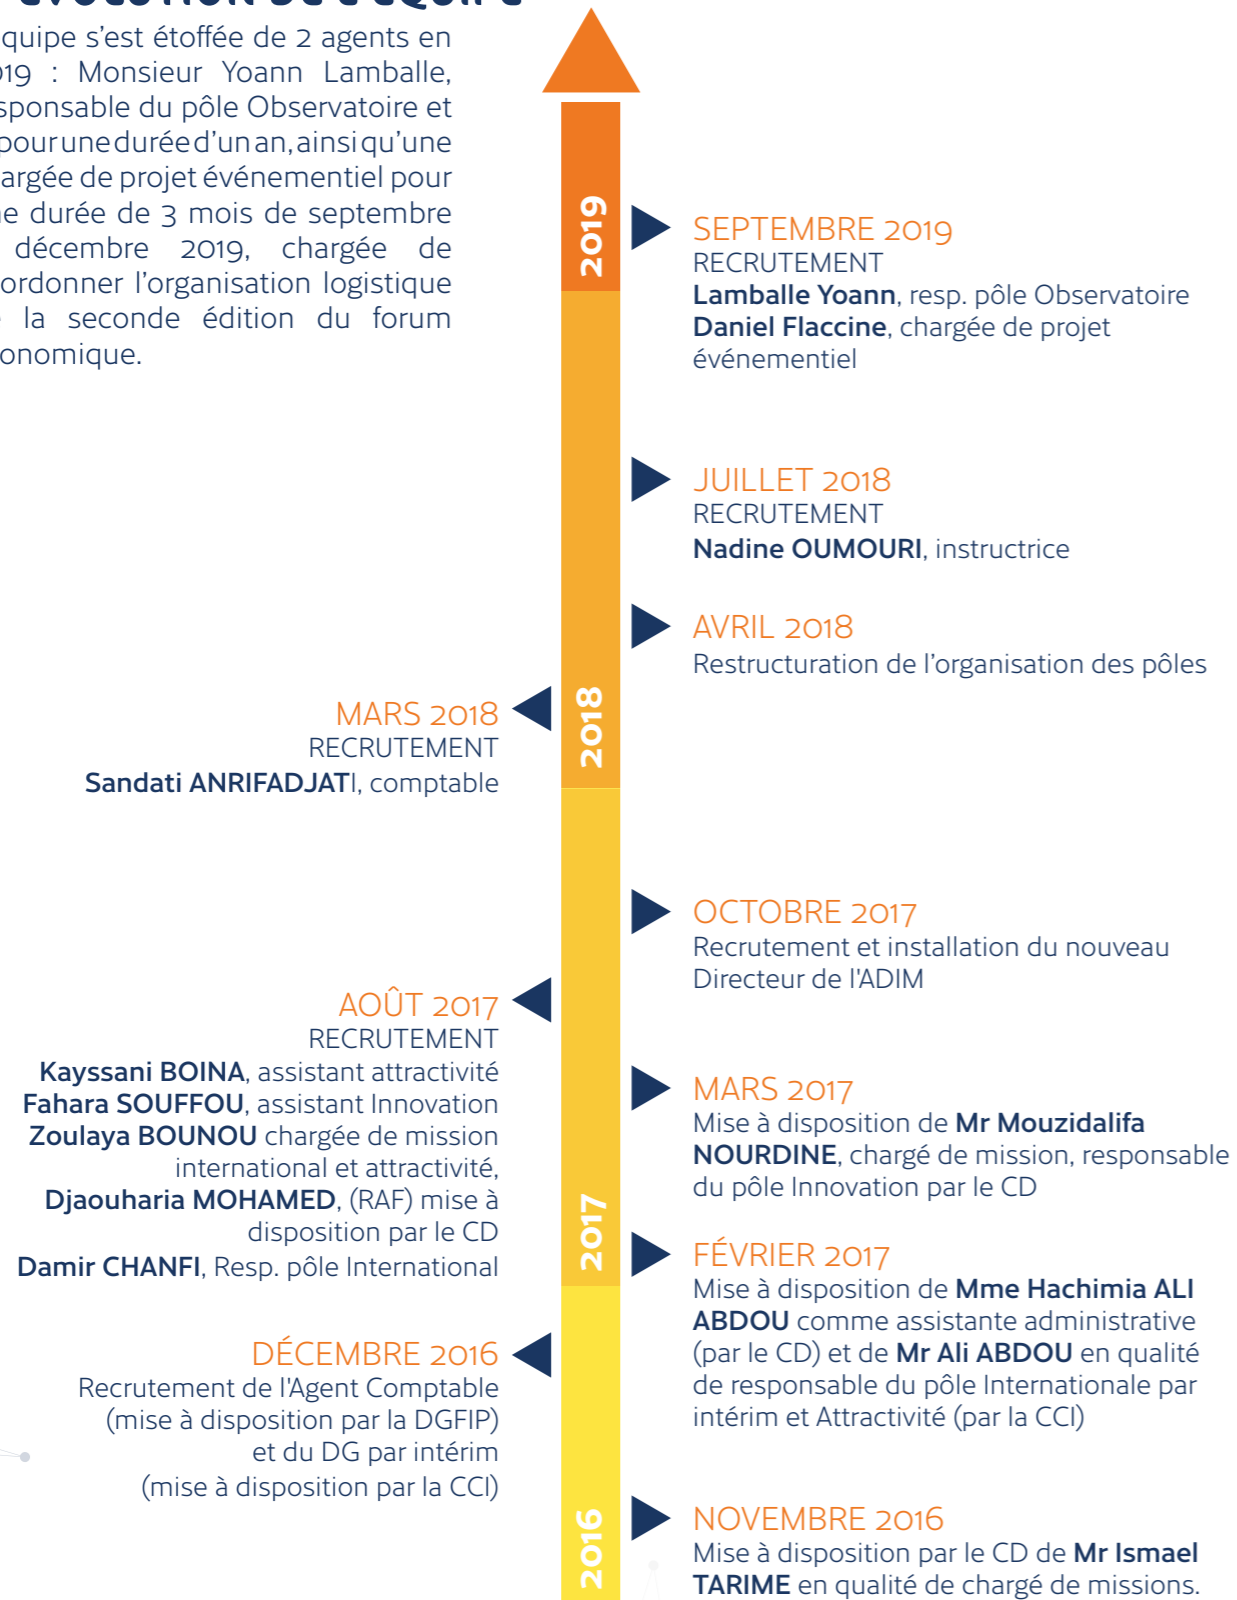 ÉVOLUTION DE L'ÉQUIPE
équipe s'est étoffée de 2 agents en
019 : Monsieur Yoann Lamballe,
esponsable du pôle Observatoire et
pour une durée d'un an, ainsi qu'une
argée de projet événementiel pour
ne durée de 3 mois de septembre
décembre 2019, chargée de
ordonner l'organisation logistique
la seconde édition du forum
onomique.
2019
SEPTEMBRE 2019
RECRUTEMENT
Lamballe Yoann, resp. pôle Observatoire
Daniel Flaccine, chargée de projet
événementiel
JUILLET 2018
RECRUTEMENT
Nadine OUMOURI, instructrice
AVRIL 2018
Restructuration de l'organisation des pôles
2018
MARS 2018
RECRUTEMENT
Sandati ANRIFADJATI, comptable
OCTOBRE 2017
Recrutement et installation du nouveau
Directeur de l'ADIM
AOÛT 2017
RECRUTEMENT
Kayssani BOINA, assistant attractivité
Fahara SOUFFOU, assistant Innovation
Zoulaya BOUNOU chargée de mission
international et attractivité,
Djaouharia MOHAMED, (RAF) mise à
disposition par le CD
Damir CHANFI, Resp. pôle International
MARS 2017
Mise à disposition de Mr Mouzidalifa
NOURDINE, chargé de mission, responsable
du pôle Innovation par le CD
2017
FÉVRIER 2017
Mise à disposition de Mme Hachimia ALI
ABDOU comme assistante administrative
(par le CD) et de Mr Ali ABDOU en qualité
de responsable du pôle Internationale par
intérim et Attractivité (par la CCI)
DÉCEMBRE 2016
Recrutement de l'Agent Comptable
(mise à disposition par la DGFIP)
et du DG par intérim
(mise à disposition par la CCI)
2016
NOVEMBRE 2016
Mise à disposition par le CD de Mr Ismael
TARIME en qualité de chargé de missions.